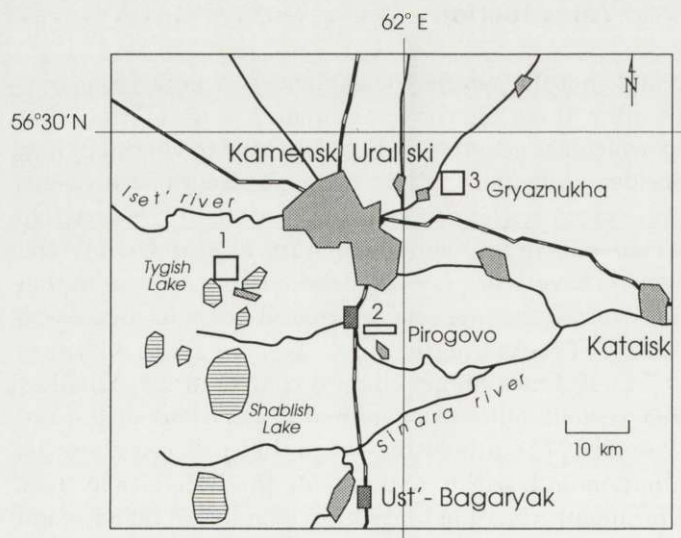 62° E
N
56°30'N
Kamensk Ural'ski
Iset' river
3
Gryaznukha
Tygish
Lake
2
Pirogovo
Kataisk
Shablish
Lake
Sinara river
10 km
Ust'- Bagaryak